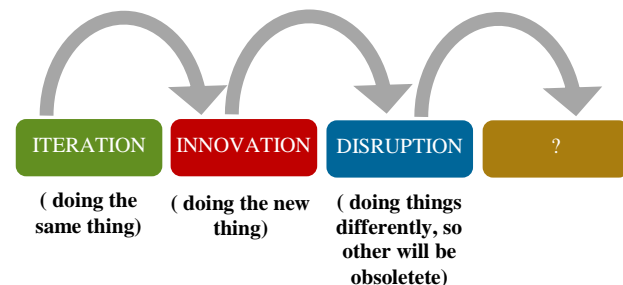 ITERATION
INNOVATION
DISRUPTION
?
( doing the
same thing)
( doing the new
thing)
( doing things
differently, so
other will be
obsoletete)